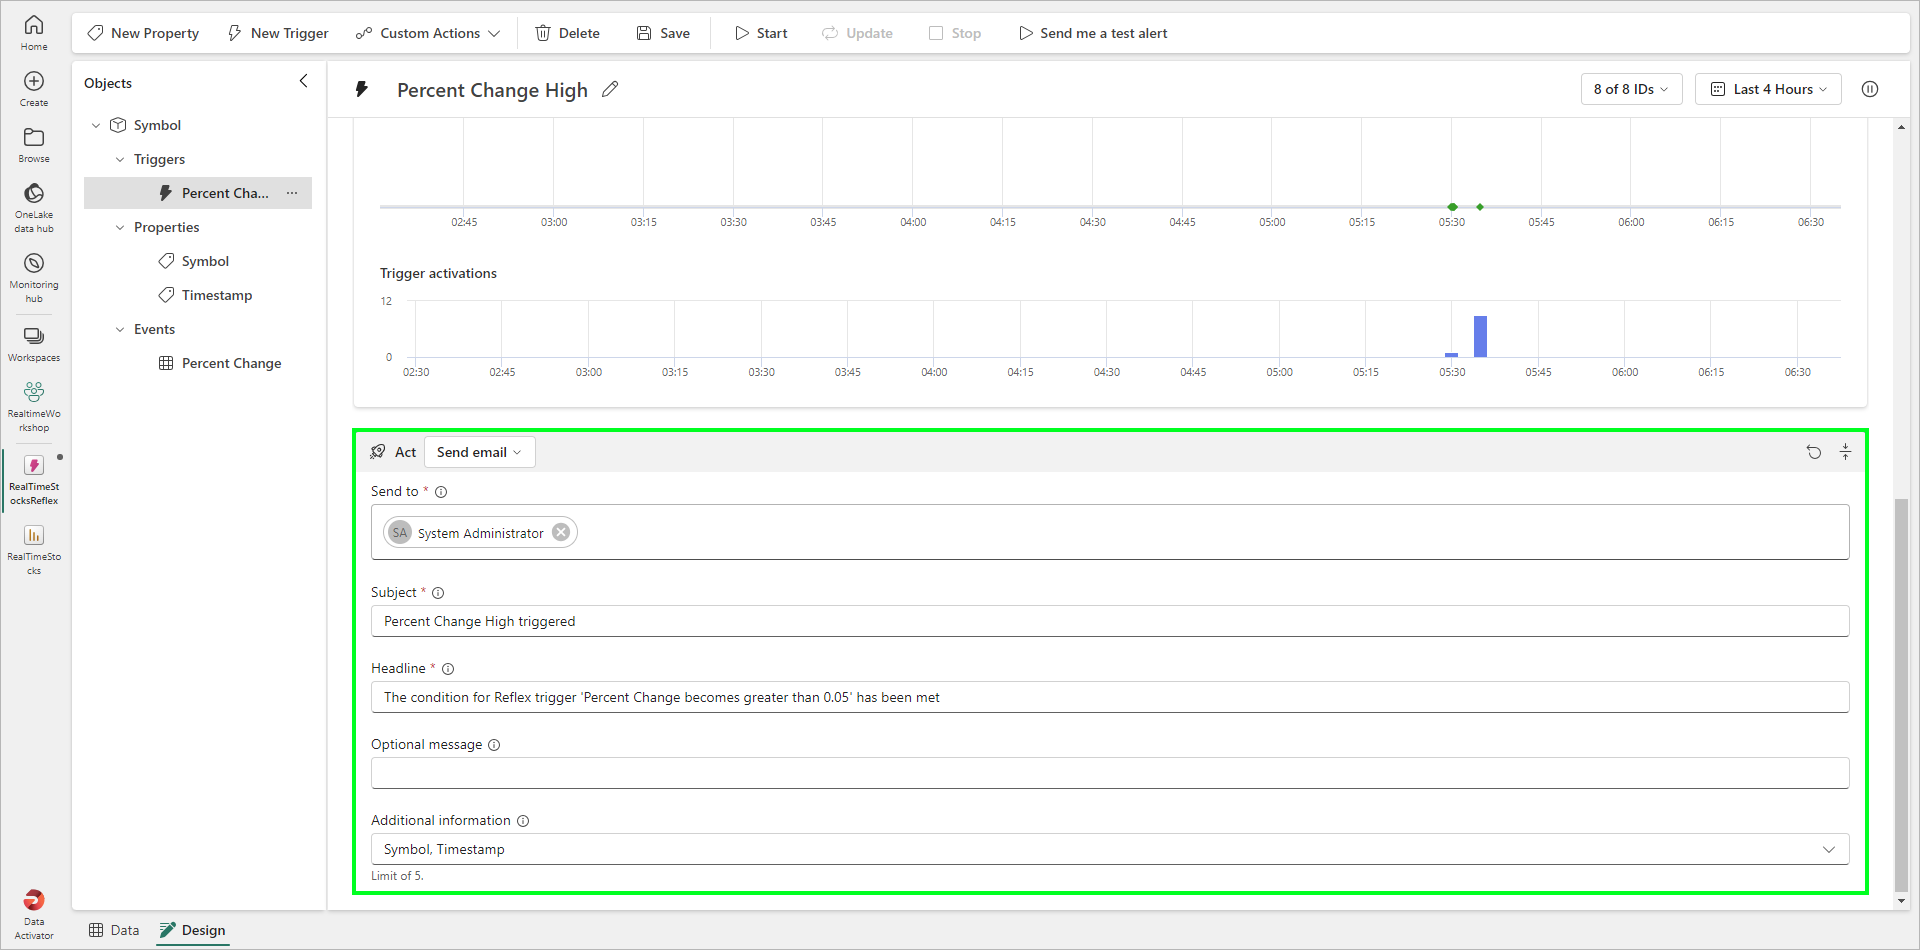 Home
Create
Browse
OneLake
data hub
Monitoring
hub
Workspaces
RealtimeWo
rkshop
RealTimeSt
ocksReflex
RealTimeSto
cks
Data
Activator
New Property
New Trigger
Custom Actions
Delete
Save
Start
Update
Stop
Send me a test alert
Objects
Symbol
Triggers
Percent Cha...
Properties
Symbol
Timestamp
Events
Percent Change
Percent Change High
8 of 8 IDs
Last 4 Hours
02:45 03:00 03:15 03:30 03:45 04:00 04:15 04:30 04:45 05:00 05:15 05:30 05:45 06:00 06:15 06:30
Trigger activations
12
0
02:30 02:45 03:00 03:15 03:30 03:45 04:00 04:15 04:30 04:45 05:00 05:15 05:30 05:45 06:00 06:15 06:30
Act
Send email
Send to *
SA System Administrator
Subject *
Percent Change High triggered
Headline *
The condition for Reflex trigger 'Percent Change becomes greater than 0.05' has been met
Optional message
Additional information
Symbol, Timestamp
Limit of 5.
Data
Design